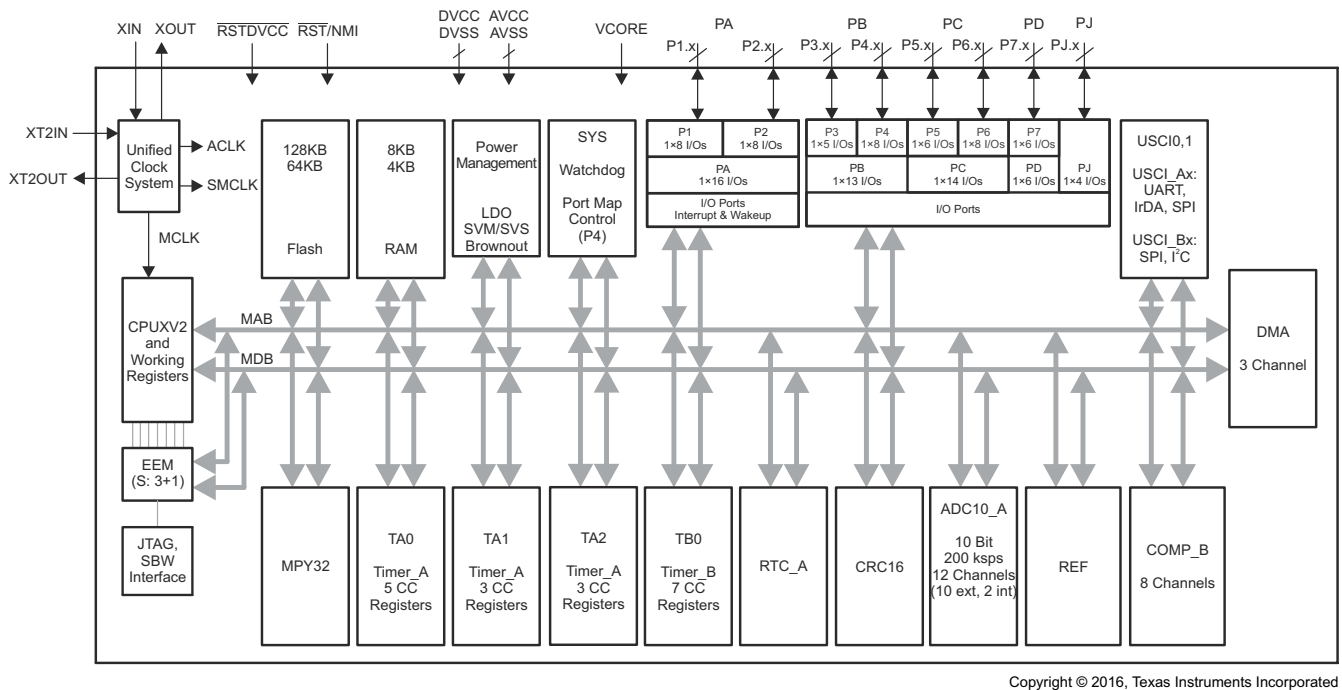 XIN XOUT RSTDVCC RST/NMI DVCC AVCC VCORE PA PB PC PD PJ
DVSS AVSS P1.x P2.x P3.x P4.x P5.x P6.x P7.x PJ.x
XT2IN
XT2OUT
Unified
Clock
System
ACLK
SMCLK
MCLK
128KB
64KB
Flash
8KB
4KB
RAM
Power
Management
LDO
SVM/SVS
Brownout
SYS
Watchdog
Port Map
Control
(P4)
P1
1×8 I/Os
P2
1×8 I/Os
PA
1×16 I/Os
I/O Ports
Interrupt & Wakeup
P3
1×5 I/Os
P4
1×8 I/Os
P5
1×6 I/Os
P6
1×8 I/Os
P7
1×6 I/Os
PB
1×13 I/Os
PC
1×14 I/Os
PD
1×6 I/Os
PJ
1×4 I/Os
I/O Ports
USCI0,1
USCI_Ax:
UART,
IrDA, SPI
USCI_Bx:
SPI, I²C
CPUXV2
and
Working
Registers
MAB
MDB
DMA
3 Channel
EEM
(S: 3+1)
JTAG,
SBW
Interface
MPY32
TA0
Timer_A
5 CC
Registers
TA1
Timer_A
3 CC
Registers
TA2
Timer_A
3 CC
Registers
TB0
Timer_B
7 CC
Registers
RTC_A
CRC16
ADC10_A
10 Bit
200 ksps
12 Channels
(10 ext, 2 int)
REF
COMP_B
8 Channels
Copyright © 2016, Texas Instruments Incorporated